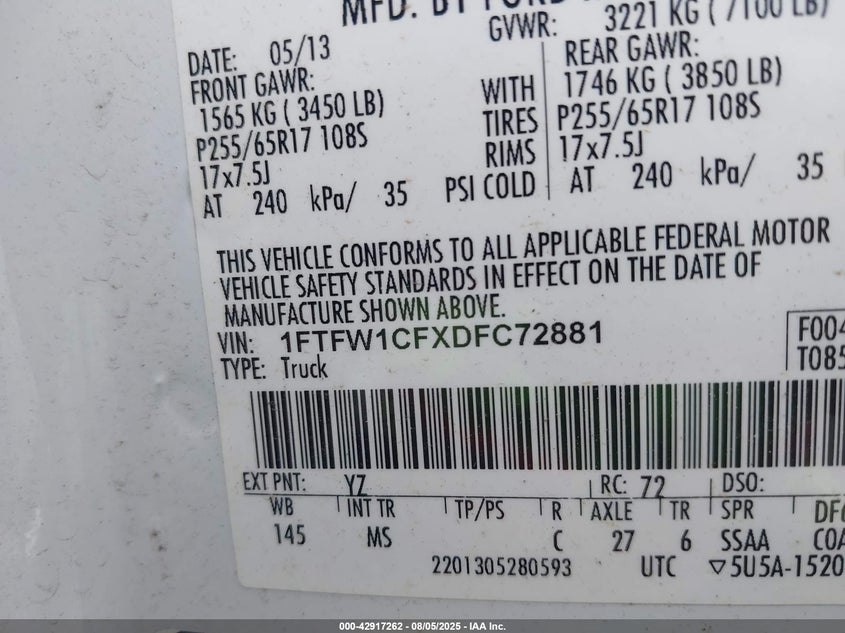 MFD. BY FORD
GVWR: 3221 KG ( 7100 LB)
DATE: 05/13
FRONT GAWR:
1565 KG ( 3450 LB)
P255/65R17 108S
17x7.5J
AT 240 kPa/ 35 PSI COLD
WITH
TIRES
RIMS
REAR GAWR:
1746 KG ( 3850 LB)
P255/65R17 108S
17x7.5J
AT 240 kPa/ 35
THIS VEHICLE CONFORMS TO ALL APPLICABLE FEDERAL MOTOR
VEHICLE SAFETY STANDARDS IN EFFECT ON THE DATE OF
MANUFACTURE SHOWN ABOVE.
VIN: 1FTFW1CFXDFC72881
TYPE: Truck
F004
T085
EXT PNT: YZ RC: 72 DSO:
WB INT TR TP/PS R AXLE TR SPR
145 MS C 27 6 SSAA
2201305280593 UTC ▽5U5A-1520
000-42917262 - 08/05/2025 - IAA Inc.